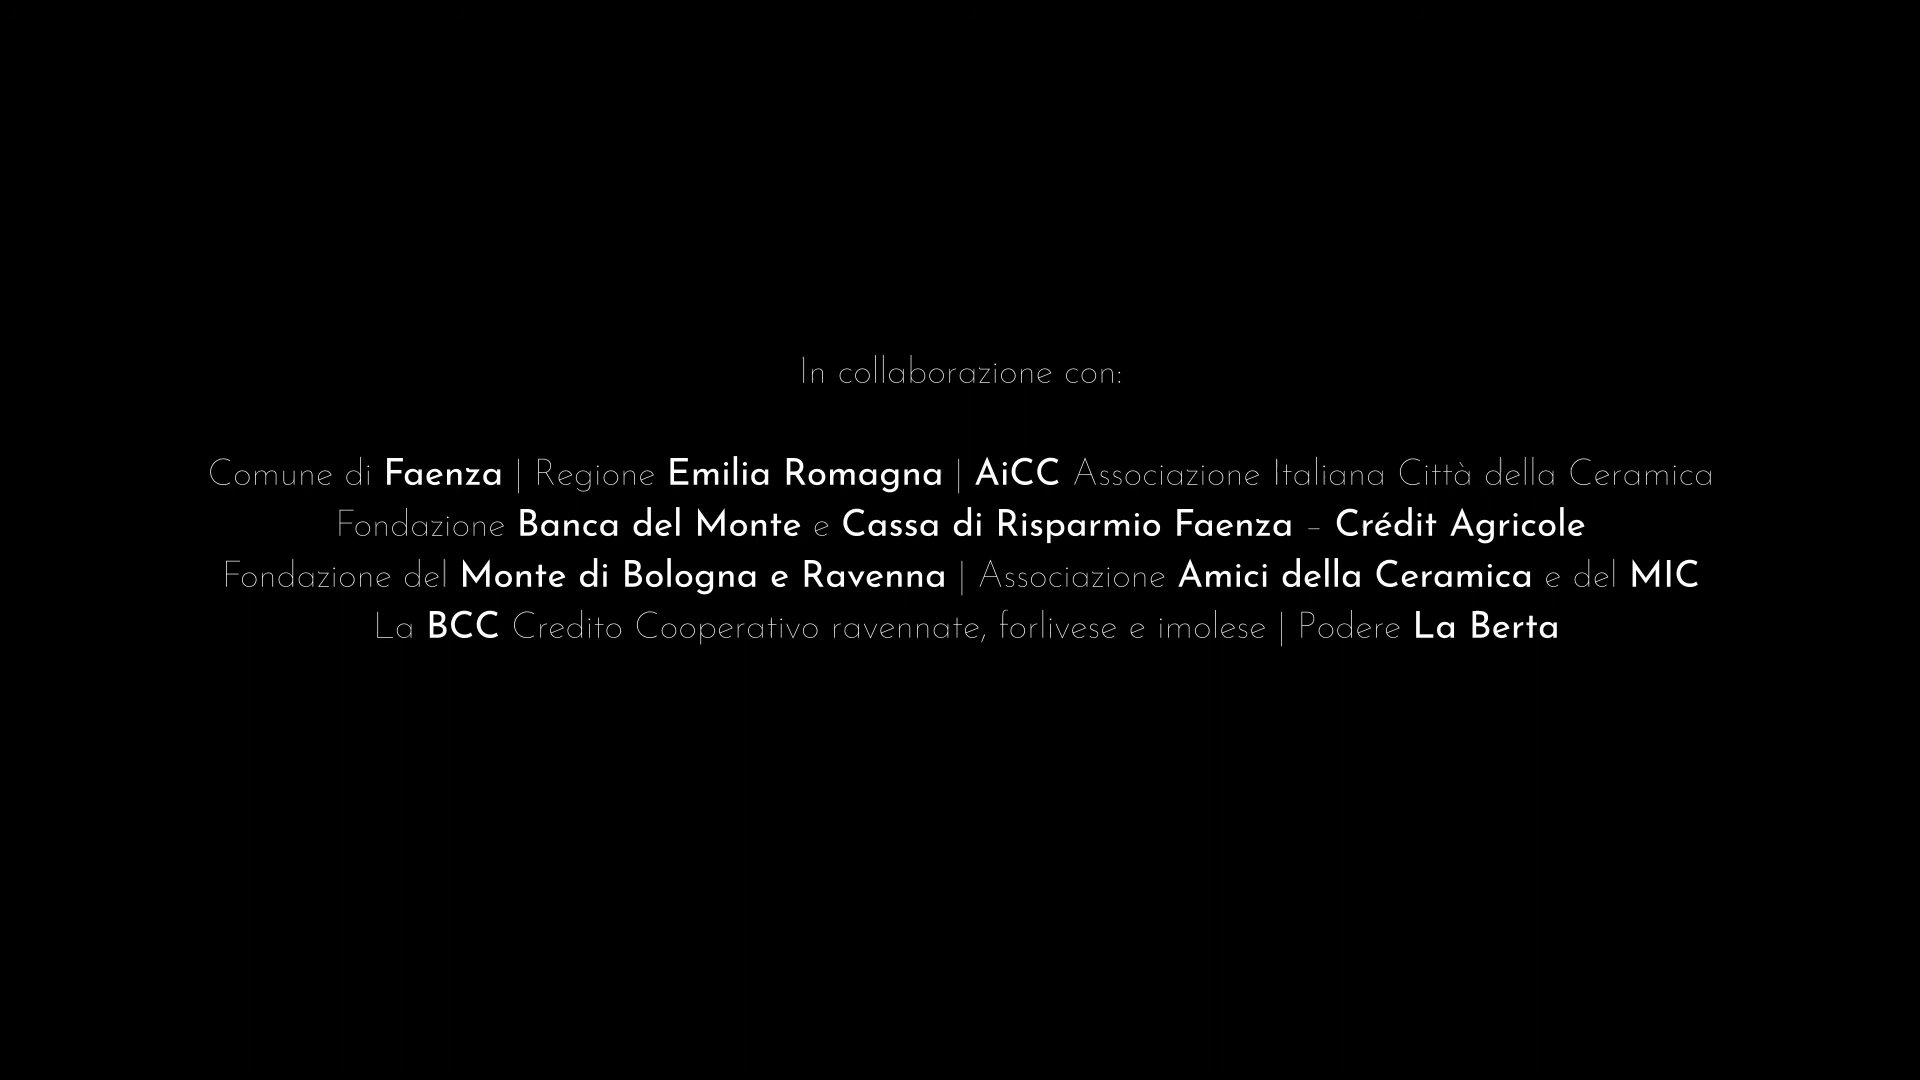 In collaborazione con:
Comune di Faenza | Regione Emilia Romagna | AiCC Associazione Italiana Città della Ceramica
Fondazione Banca del Monte e Cassa di Risparmio Faenza – Crédit Agricole
Fondazione del Monte di Bologna e Ravenna | Associazione Amici della Ceramica e del MIC
La BCC Credito Cooperativo ravennate, forlivese e imolese | Podere La Berta